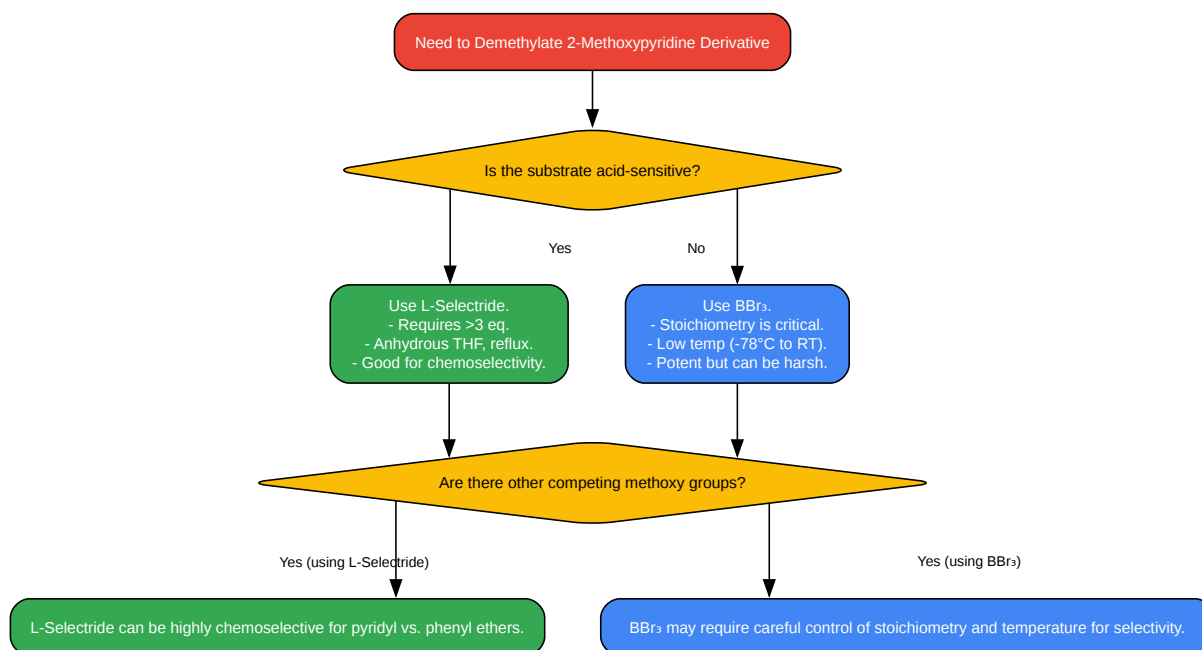 Need to Demethylate 2-Methoxypyridine Derivative
Is the substrate acid-sensitive?
Yes
No
Use L-Selectride.
- Requires >3 eq.
- Anhydrous THF, reflux.
- Good for chemoselectivity.
Use BBr₃.
- Stoichiometry is critical.
- Low temp (-78°C to RT).
- Potent but can be harsh.
Are there other competing methoxy groups?
Yes (using L-Selectride)
Yes (using BBr₃)
L-Selectride can be highly chemoselective for pyridyl vs. phenyl ethers.
BBr₃ may require careful control of stoichiometry and temperature for selectivity.